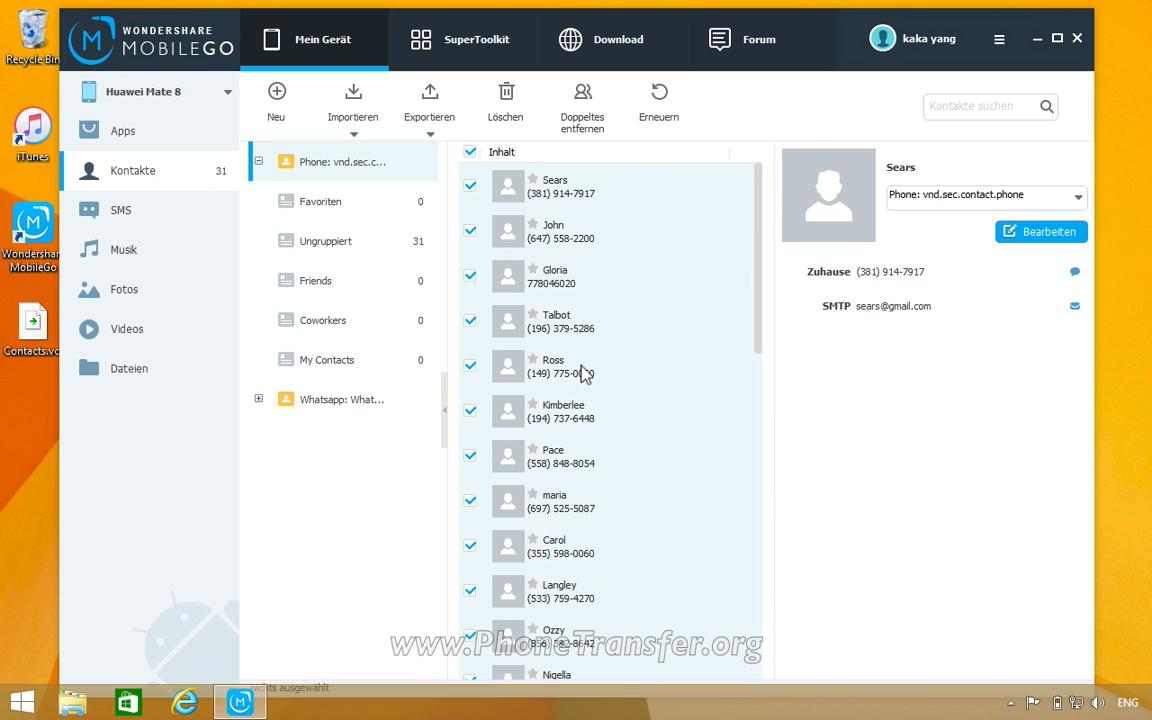 Recycle Bin
iTunes
Wondershare
MobileGo
Contacts.vc
WONDERSHARE
MOBILEGO
Mein Gerät
SuperToolkit
Download
Forum
kaka yang
Huawei Mate 8
Apps
Kontakte 31
SMS
Musik
Fotos
Videos
Dateien
Neu
Importieren
Exportieren
Löschen
Doppeltes
entfernen
Erneuern
Kontakte suchen
Phone: vnd.sec.c...
Favoriten 0
Ungruppiert 31
Friends 0
Coworkers 0
My Contacts 0
Whatsapp: What...
Inhalt
Sears
(381) 914-7917
John
(647) 558-2200
Gloria
778046020
Talbot
(196) 379-5286
Ross
(149)
Kimberlee
(194) 737-6448
Pace
(558) 848-8054
maria
(697) 525-5087
Carol
(355) 598-0060
Langley
(533) 759-4270
Ozzy
Nigella
Sears
Phone: vnd.sec.contact.phone
Bearbeiten
Zuhause (381) 914-7917
SMTP sears@gmail.com
www.PhoneTransfer.org
ausgewählt
ENG